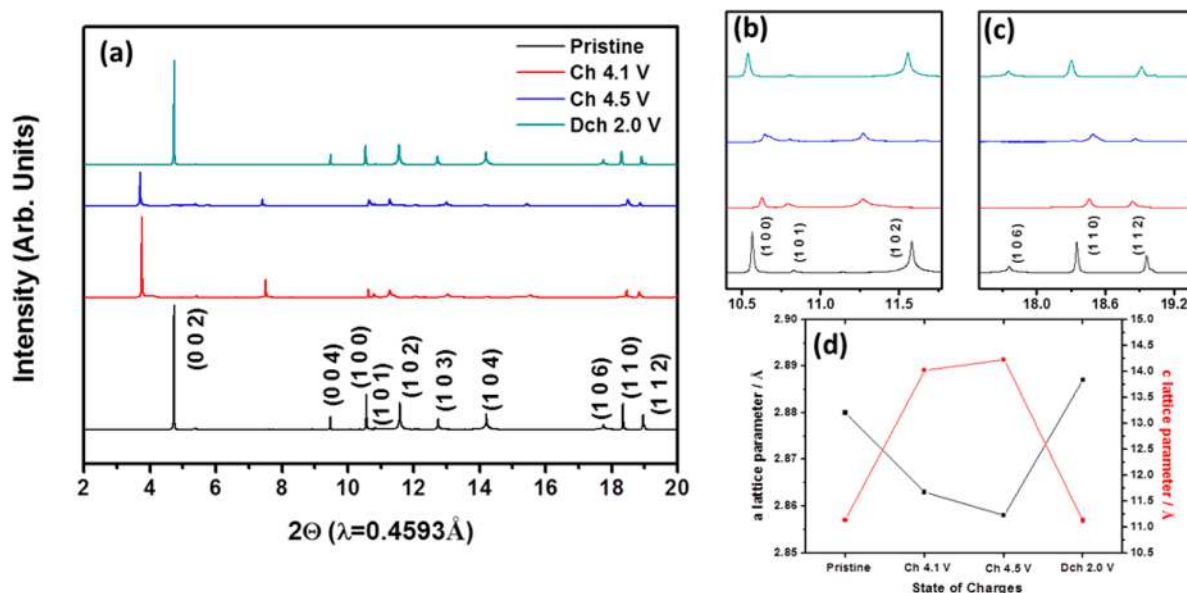 (a)
Pristine
Ch 4.1 V
Ch 4.5 V
Dch 2.0 V
Intensity (Arb. Units)
(0 0 2)
(0 0 4)
(1 0 0)
(1 0 1)
(1 0 2)
(1 0 3)
(1 0 4)
(1 0 6)
(1 1 0)
(1 1 2)
2 4 6 8 10 12 14 16 18 20
2Θ (λ=0.4593Å)
(b)
(1 0 0)
(1 0 1)
(1 0 2)
10.5 10.8 11.1 11.4 11.7
(c)
(1 0 6)
(1 1 0)
(1 1 2)
18.0 18.6 19.2
(d)
a lattice parameter / Å
2.90
2.89
2.88
2.87
2.86
2.85
c lattice parameter / Å
15.0
14.5
14.0
13.5
13.0
12.5
12.0
11.5
11.0
10.5
Pristine Ch 4.1 V Ch 4.5 V Dch 2.0 V
State of Charges